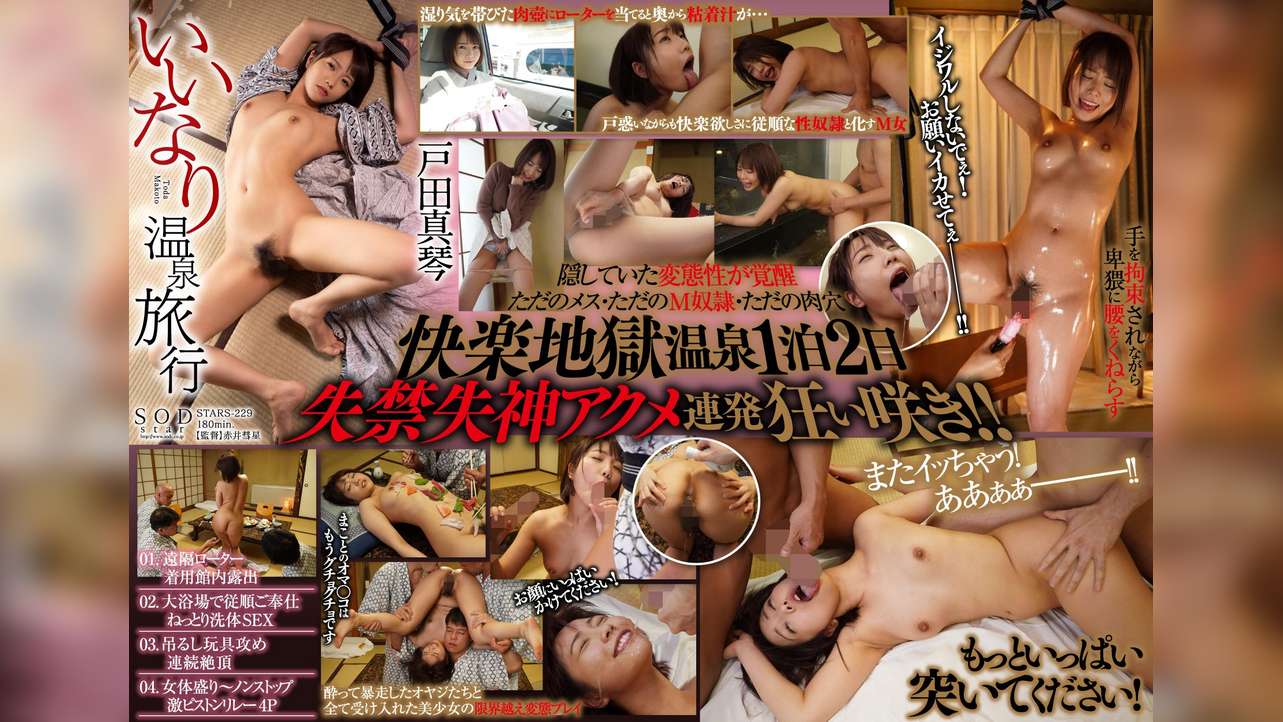 いいなり
温泉
旅行
Toda
Makoto
戸田真琴
SOD
star
http://www.sod.co.jp
STARS-229
180min.
【監督】赤井彗星
湿り気を帯びた肉壺にローターを当てると奥から粘着汁が…
戸惑いながらも快楽欲しさに従順な性奴隷と化すM女
イジワルしないでぇ!
お願いイカせてぇ――!!
手を拘束されながら
卑猥に腰をくねらす
隠していた変態性が覚醒
ただのメス・ただのM奴隷・ただの肉穴
快楽地獄温泉1泊2日
失禁失神アクメ連発狂い咲き!!
01. 遠隔ローター
着用館内露出
02. 大浴場で従順ご奉仕
ねっとり洗体SEX
03. 吊るし玩具攻め
連続絶頂
04. 女体盛り〜ノンストップ
激ピストンリレー4P
まことのオマ〇コは
もうグチョグチョです
お顔にいっぱい
かけてください!
酔って暴走したオヤジたちと
全て受け入れた美少女の限界越え変態プレイ
またイッちゃう!
ああああ――!!
もっといっぱい
突いてください!